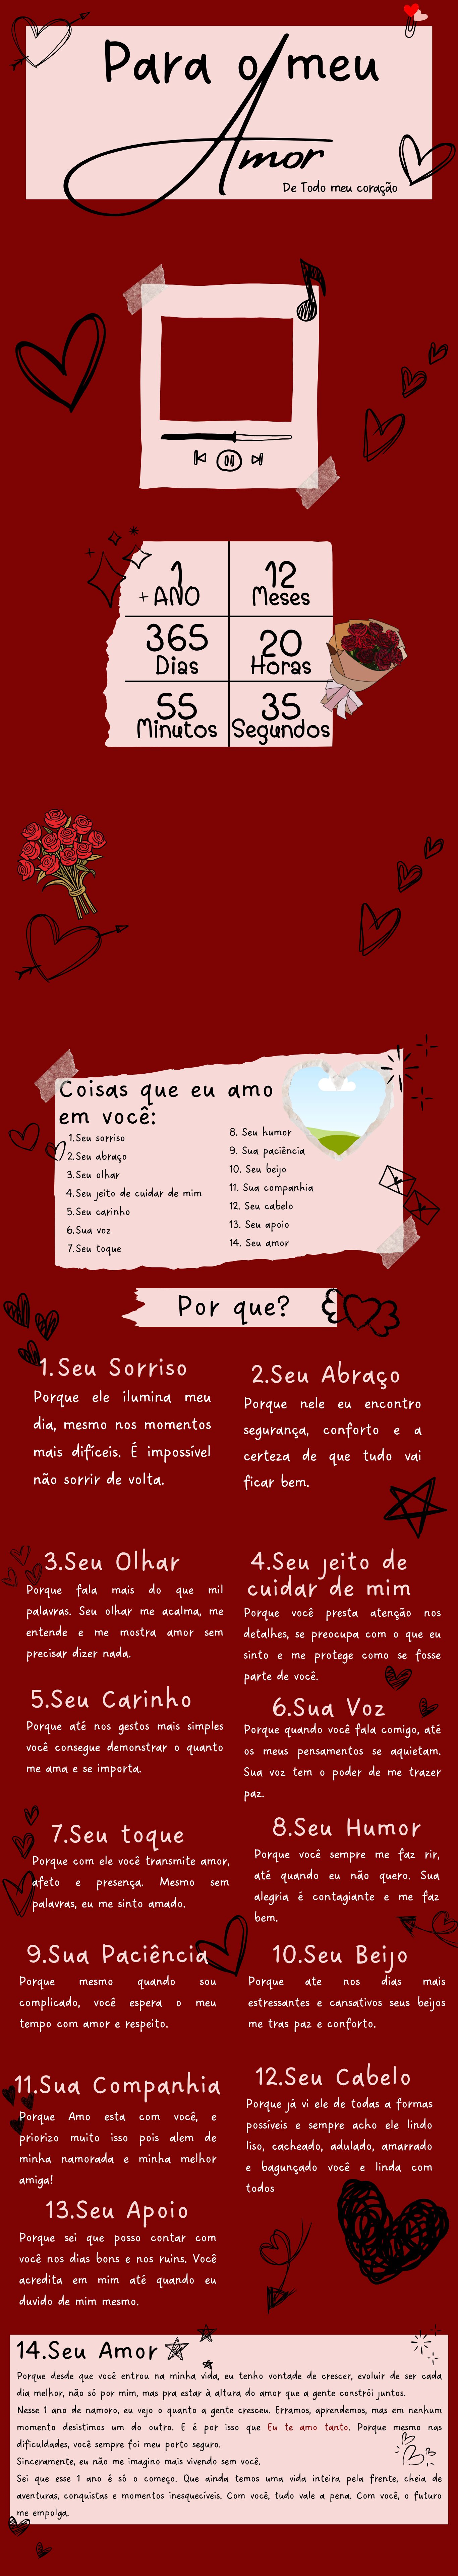 Para o meu
Amor
De Todo meu coração
1
+ ANO
12
Meses
365
Dias
20
Horas
55
Minutos
35
Segundos
Coisas que eu amo
em você:
1.Seu sorriso
2.Seu abraço
3.Seu olhar
4.Seu jeito de cuidar de mim
5.Seu carinho
6.Sua voz
7.Seu toque
8. Seu humor
9. Sua paciência
10. Seu beijo
11. Sua companhia
12. Seu cabelo
13. Seu apoio
14. Seu amor
Por que?
1.Seu Sorriso
Porque ele ilumina meu
dia, mesmo nos momentos
mais difíceis. É impossível
não sorrir de volta.
2.Seu Abraço
Porque nele eu encontro
segurança, conforto e a
certeza de que tudo vai
ficar bem.
3.Seu Olhar
Porque fala mais do que mil
palavras. Seu olhar me acalma, me
entende e me mostra amor sem
precisar dizer nada.
4.Seu jeito de
cuidar de mim
Porque você presta atenção nos
detalhes, se preocupa com o que eu
sinto e me protege como se fosse
parte de você.
5.Seu Carinho
Porque até nos gestos mais simples
você consegue demonstrar o quanto
me ama e se importa.
6.Sua Voz
Porque quando você fala comigo, até
os meus pensamentos se aquietam.
Sua voz tem o poder de me trazer
paz.
7.Seu toque
Porque com ele você transmite amor,
afeto e presença. Mesmo sem
palavras, eu me sinto amado.
8.Seu Humor
Porque você sempre me faz rir,
até quando eu não quero. Sua
alegria é contagiante e me faz
bem.
9.Sua Paciência
Porque mesmo quando sou
complicado, você espera o meu
tempo com amor e respeito.
10.Seu Beijo
Porque ate nos dias mais
estressantes e cansativos seus beijos
me tras paz e conforto.
11.Sua Companhia
Porque Amo esta com você, e
priorizo muito isso pois alem de
minha namorada e minha melhor
amiga!
12.Seu Cabelo
Porque já vi ele de todas a formas
possíveis e sempre acho ele lindo
liso, cacheado, adulado, amarrado
e bagunçado você e linda com
todos
13.Seu Apoio
Porque sei que posso contar com
você nos dias bons e nos ruins. Você
acredita em mim até quando eu
duvido de mim mesmo.
14.Seu Amor
Porque desde que você entrou na minha vida, eu tenho vontade de crescer, evoluir de ser cada
dia melhor, não só por mim, mas pra estar à altura do amor que a gente constrói juntos.
Nesse 1 ano de namoro, eu vejo o quanto a gente cresceu. Erramos, aprendemos, mas em nenhum
momento desistimos um do outro. E é por isso que Eu te amo tanto. Porque mesmo nas
dificuldades, você sempre foi meu porto seguro.
Sinceramente, eu não me imagino mais vivendo sem você.
Sei que esse 1 ano é só o começo. Que ainda temos uma vida inteira pela frente, cheia de
aventuras, conquistas e momentos inesquecíveis. Com você, tudo vale a pena. Com você, o futuro
me empolga.